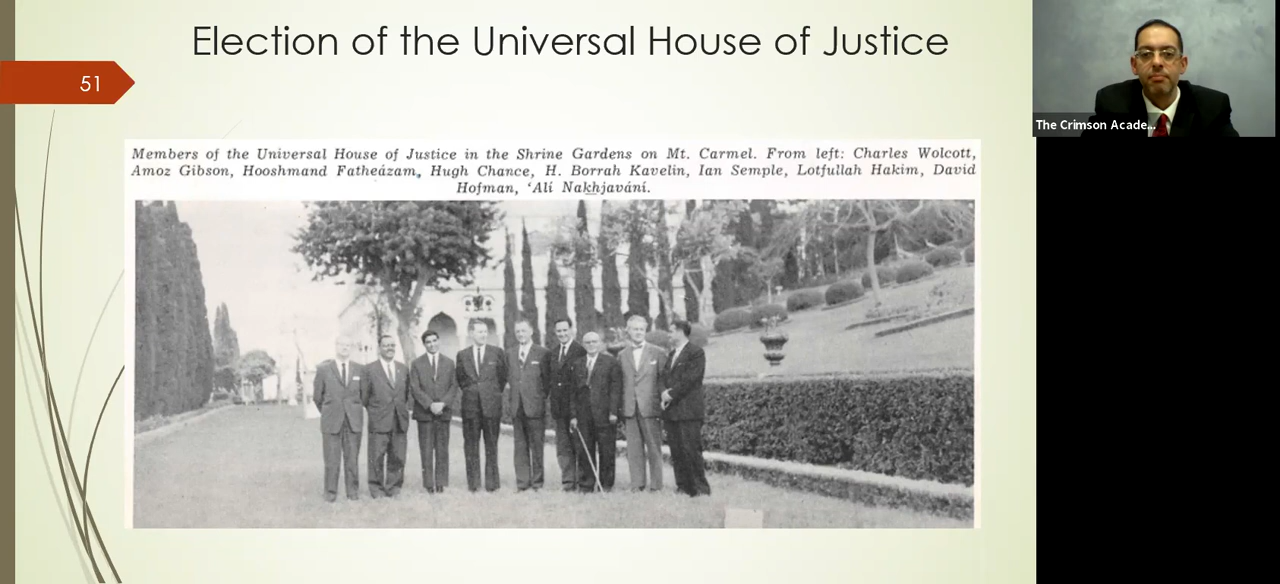 Election of the Universal House of Justice
51
Members of the Universal House of Justice in the Shrine Gardens on Mt. Carmel. From left: Charles Wolcott,
Amoz Gibson, Hooshmand Fatheázam, Hugh Chance, H. Borrah Kavelin, Ian Semple, Lotfullah Hakim, David
Hofman, ‘Alí Nakhjavání.
The Crimson Acade...